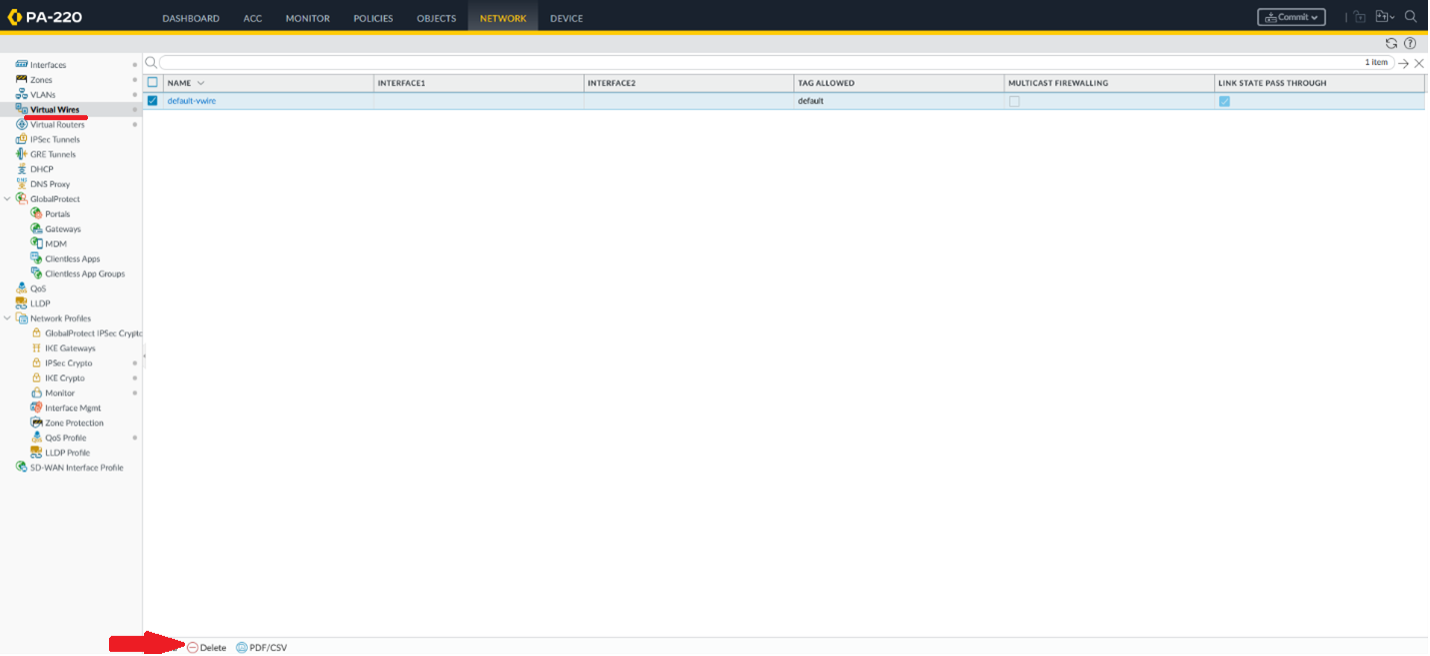 PA-220 DASHBOARD ACC MONITOR POLICIES OBJECTS NETWORK DEVICE Commit
1 item
Interfaces
Zones
VLANs
Virtual Wires
Virtual Routers
IPSec Tunnels
GRE Tunnels
DHCP
DNS Proxy
GlobalProtect
Portals
Gateways
MDM
Clientless Apps
Clientless App Groups
QoS
LLDP
Network Profiles
GlobalProtect IPSec Crypto
IKE Gateways
IPSec Crypto
IKE Crypto
Monitor
Interface Mgmt
Zone Protection
QoS Profile
LLDP Profile
SD-WAN Interface Profile
NAME INTERFACE1 INTERFACE2 TAG ALLOWED MULTICAST FIREWALLING LINK STATE PASS THROUGH
default-vwire default
Delete PDF/CSV